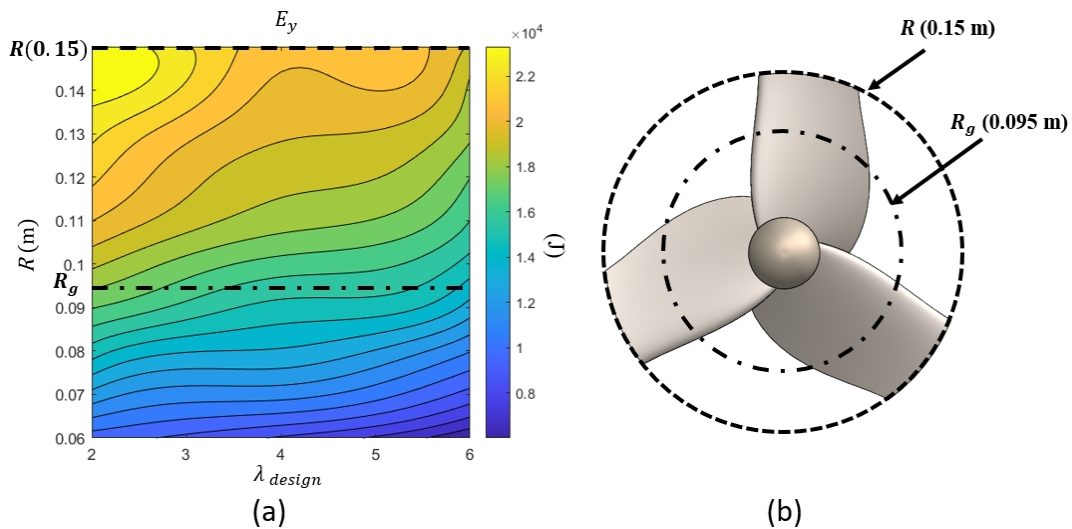 E_y
×10⁴
R(0.15)
0.14
0.13
0.12
0.11
0.1
R_g
0.09
0.08
0.07
0.06
R (m)
2 3 4 5 6
λ_design
2.2
2
1.8
1.6
1.4
1.2
1
0.8
(J)
(a)
R (0.15 m)
R_g (0.095 m)
(b)